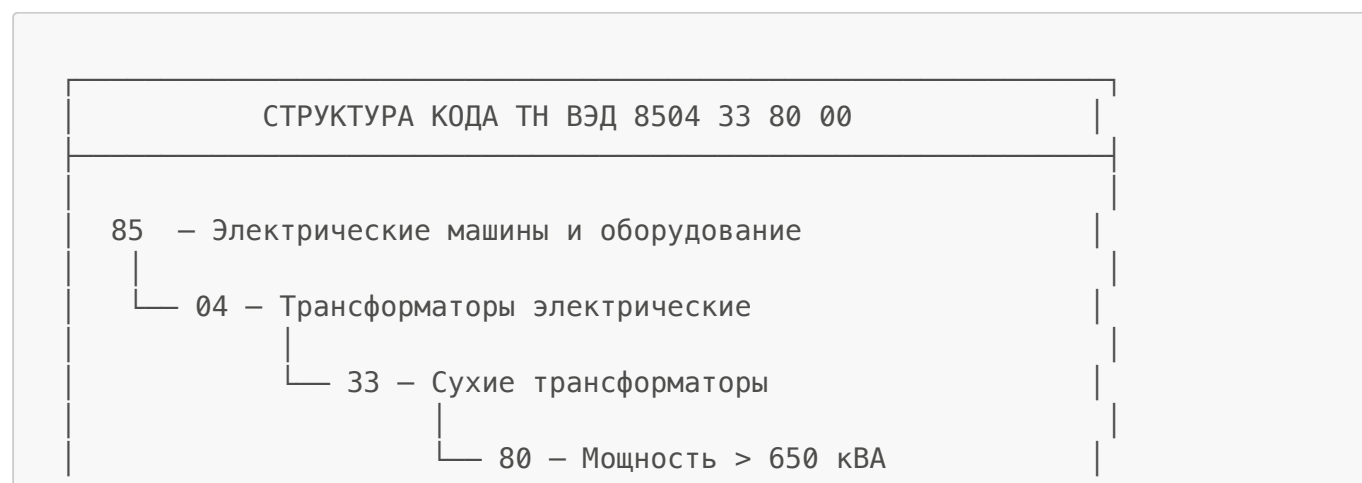 СТРУКТУРА КОДА ТН ВЭД 8504 33 80 00
85 — Электрические машины и оборудование
04 — Трансформаторы электрические
33 — Сухие трансформаторы
80 — Мощность > 650 кВА